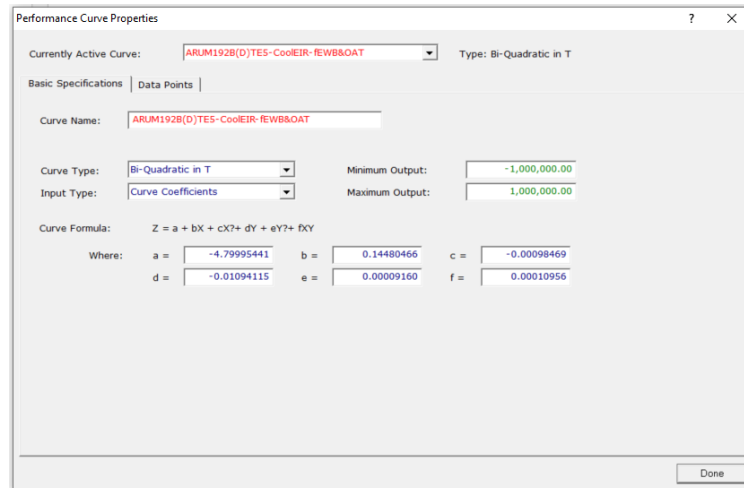 Performance Curve Properties ? X
Currently Active Curve: ARUM192B(D)TE5-CoolEIR-fEWB&OAT Type: Bi-Quadratic in T
Basic Specifications Data Points
Curve Name: ARUM192B(D)TE5-CoolEIR-fEWB&OAT
Curve Type: Bi-Quadratic in T Minimum Output: -1,000,000.00
Input Type: Curve Coefficients Maximum Output: 1,000,000.00
Curve Formula: Z = a + bX + cX?+ dY + eY?+ fXY
Where: a = -4.79995441 b = 0.14480466 c = -0.00098469
d = -0.01094115 e = 0.00009160 f = 0.00010956
Done